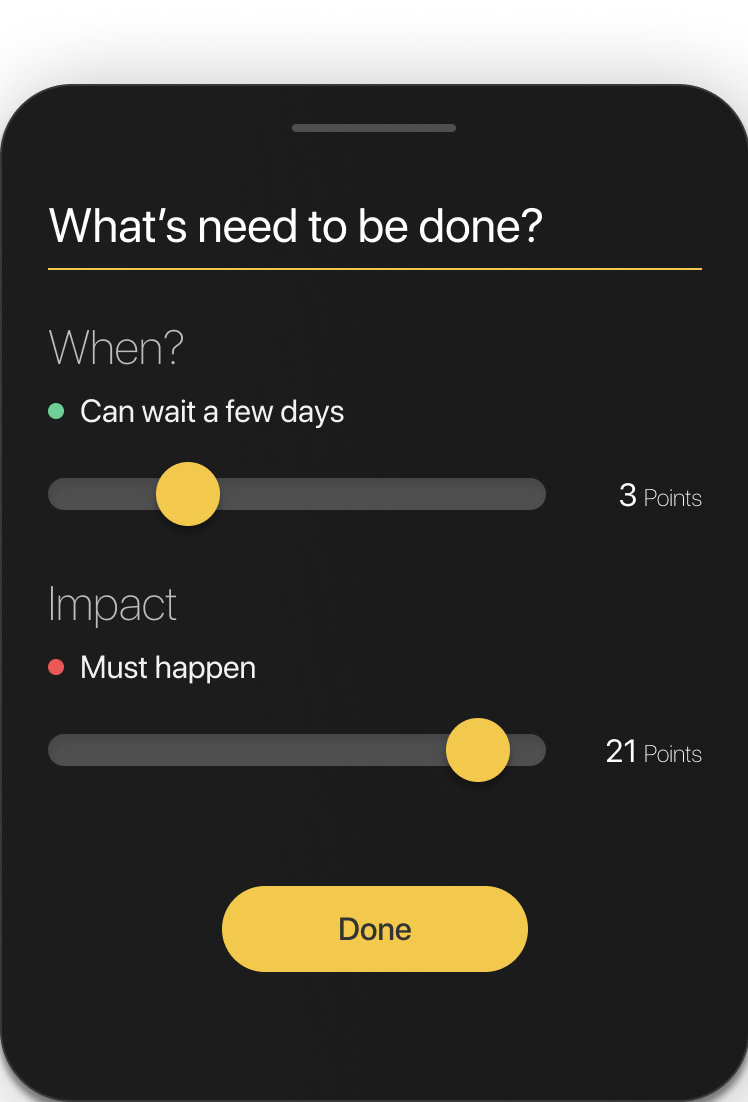 What’s need to be done?
When?
Can wait a few days
3 Points
Impact
Must happen
21 Points
Done